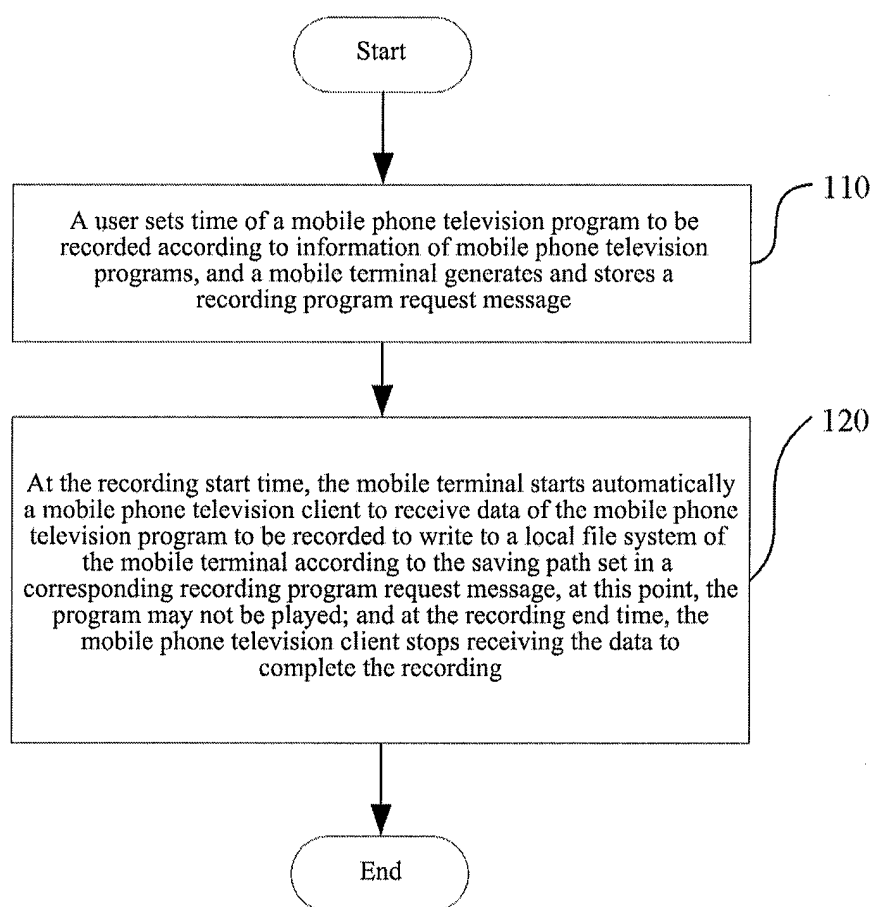 Start
110
A user sets time of a mobile phone television program to be
recorded according to information of mobile phone television
programs, and a mobile terminal generates and stores a
recording program request message
120
At the recording start time, the mobile terminal starts automatically
a mobile phone television client to receive data of the mobile phone
television program to be recorded to write to a local file system of
the mobile terminal according to the saving path set in a
corresponding recording program request message, at this point, the
program may not be played; and at the recording end time, the
mobile phone television client stops receiving the data to
complete the recording
End